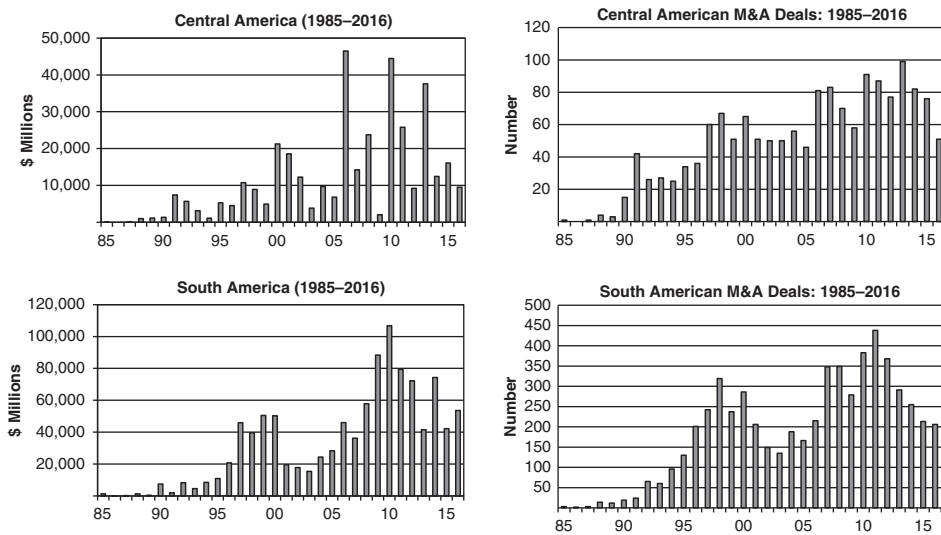 Central America (1985–2016)
$ Millions
50,000
40,000
30,000
20,000
10,000
85 90 95 00 05 10 15
Central American M&A Deals: 1985–2016
Number
120
100
80
60
40
20
85 90 95 00 05 10 15
South America (1985–2016)
$ Millions
120,000
100,000
80,000
60,000
40,000
20,000
85 90 95 00 05 10 15
South American M&A Deals: 1985–2016
Number
500
450
400
350
300
250
200
150
100
50
85 90 95 00 05 10 15